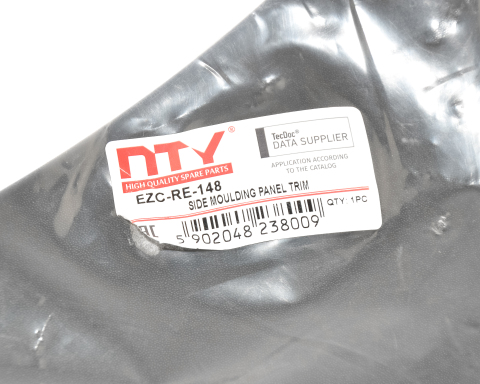 NTY®
HIGH QUALITY SPARE PARTS
TecDoc®
DATA SUPPLIER
APPLICATION ACCORDING
TO THE CATALOG
EZC-RE-148
SIDE MOULDING PANEL TRIM
QTY: 1PC
5 902048 238009